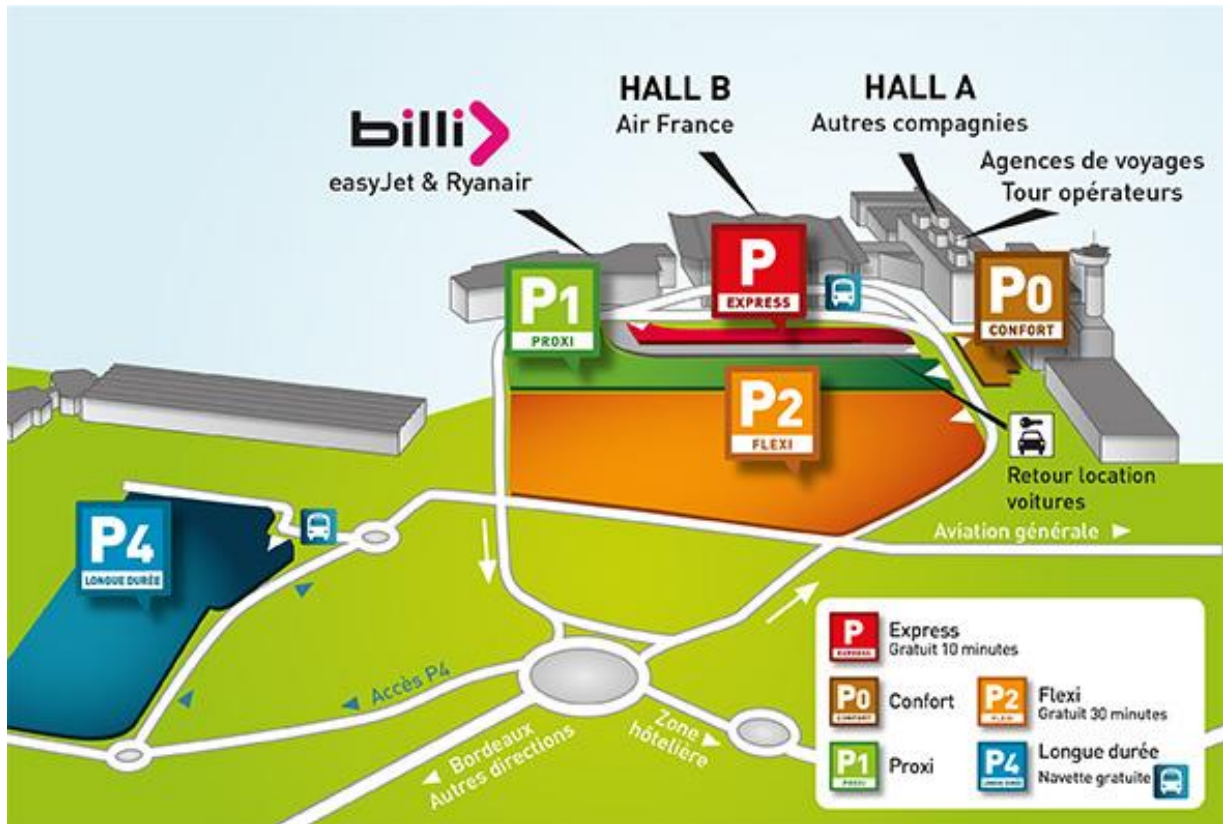 HALL B
Air France
HALL A
Autres compagnies
billi
easyJet & Ryanair
Agences de voyages
Tour opérateurs
P
EXPRESS
P1
PROXI
P0
CONFORT
P2
FLEXI
Retour location
voitures
Aviation générale
P4
LONGUE DURÉE
Accès P4
Bordeaux
Autres directions
Zone
hôtelière
P
EXPRESS
Express
Gratuit 10 minutes
P0
CONFORT
Confort
P2
FLEXI
Flexi
Gratuit 30 minutes
P1
PROXI
Proxi
P4
LONGUE DURÉE
Longue durée
Navette gratuite